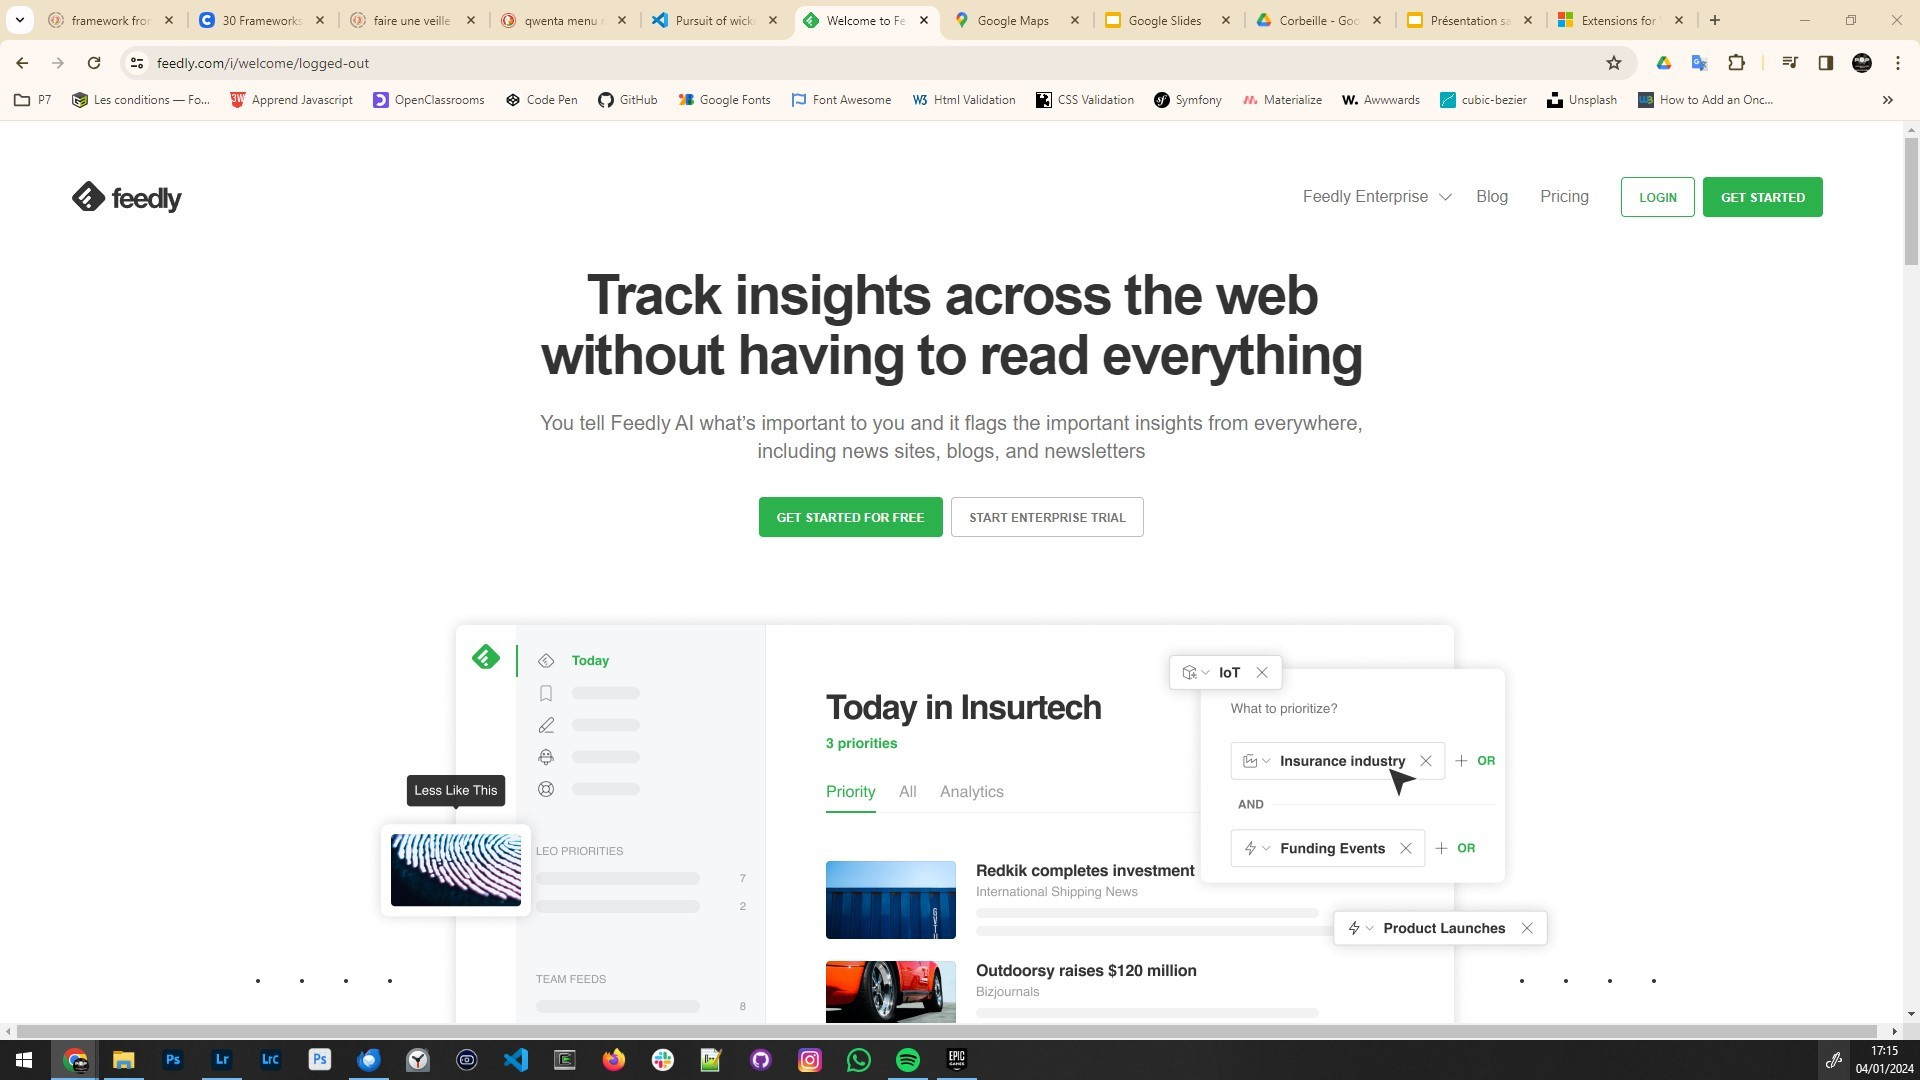 framework fron
30 Frameworks
faire une veille
qwenta menu
Pursuit of wick
Welcome to Fe
Google Maps
Google Slides
Corbeille - Goo
Présentation sa
Extensions for
feedly.com/i/welcome/logged-out
P7
Les conditions — Fo...
Apprend Javascript
OpenClassrooms
Code Pen
GitHub
Google Fonts
Font Awesome
Html Validation
CSS Validation
Symfony
Materialize
Awwwards
cubic-bezier
Unsplash
How to Add an Onc...
feedly
Feedly Enterprise
Blog
Pricing
LOGIN
GET STARTED
Track insights across the web
without having to read everything
You tell Feedly AI what's important to you and it flags the important insights from everywhere,
including news sites, blogs, and newsletters
GET STARTED FOR FREE
START ENTERPRISE TRIAL
Today
Less Like This
LEO PRIORITIES
7
2
TEAM FEEDS
8
Today in Insurtech
3 priorities
Priority
All
Analytics
Redkik completes investment
International Shipping News
Outdoorsy raises $120 million
Bizjournals
IoT
What to prioritize?
Insurance industry
OR
AND
Funding Events
OR
Product Launches
Ps
Lr
LrC
Ps
EPIC
GAMES
17:15
04/01/2024